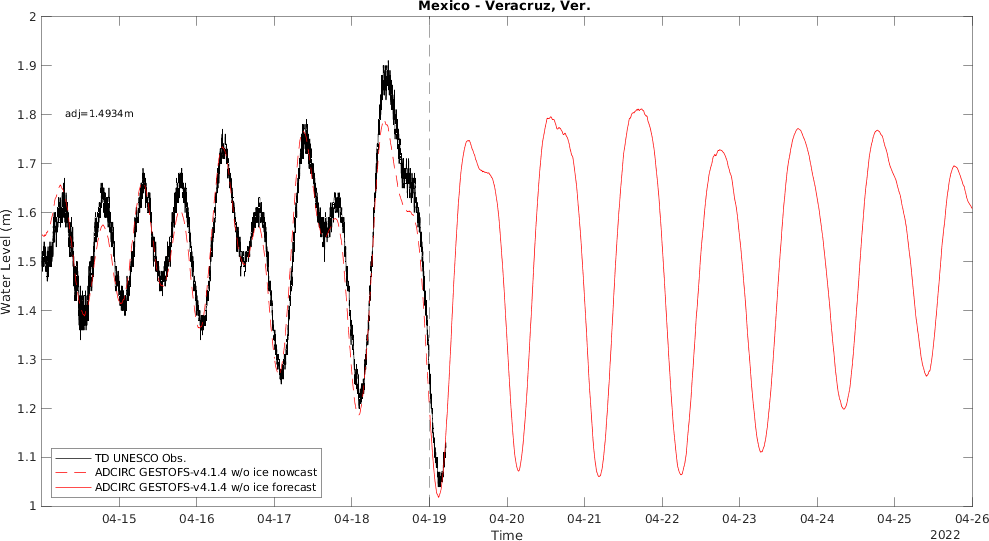 Mexico - Veracruz, Ver.
2
1.9
1.8
1.7
1.6
1.5
1.4
1.3
1.2
1.1
1
Water Level (m)
adj=1.4934m
TD UNESCO Obs.
ADCIRC GESTOFS-v4.1.4 w/o ice nowcast
ADCIRC GESTOFS-v4.1.4 w/o ice forecast
04-15 04-16 04-17 04-18 04-19 04-20 04-21 04-22 04-23 04-24 04-25 04-26
Time
2022